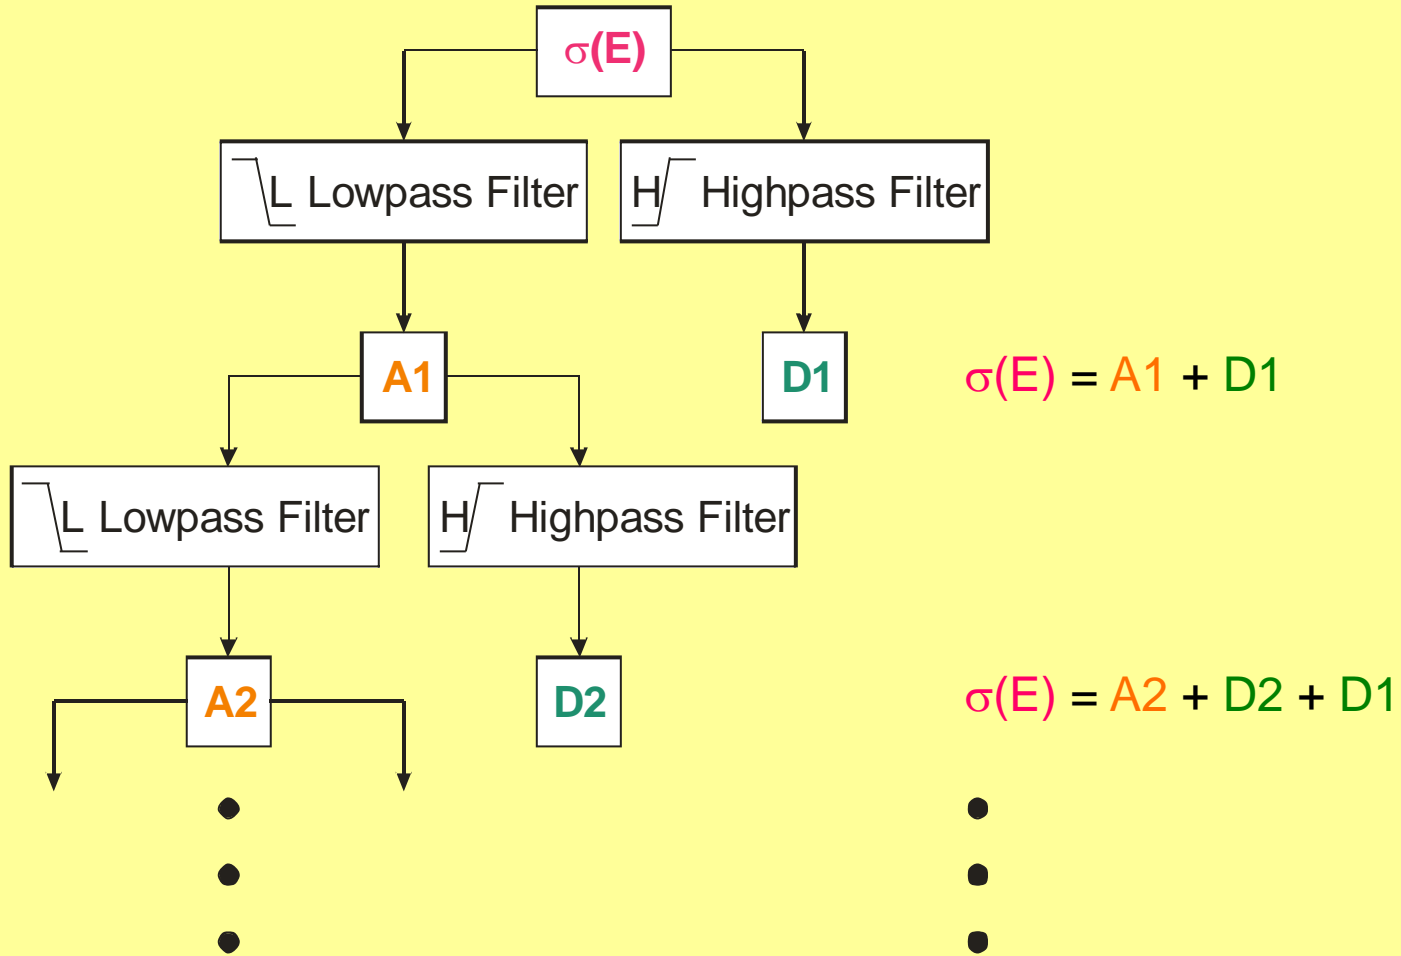 σ(E)
L Lowpass Filter
H Highpass Filter
A1
D1
σ(E) = A1 + D1
L Lowpass Filter
H Highpass Filter
A2
D2
σ(E) = A2 + D2 + D1